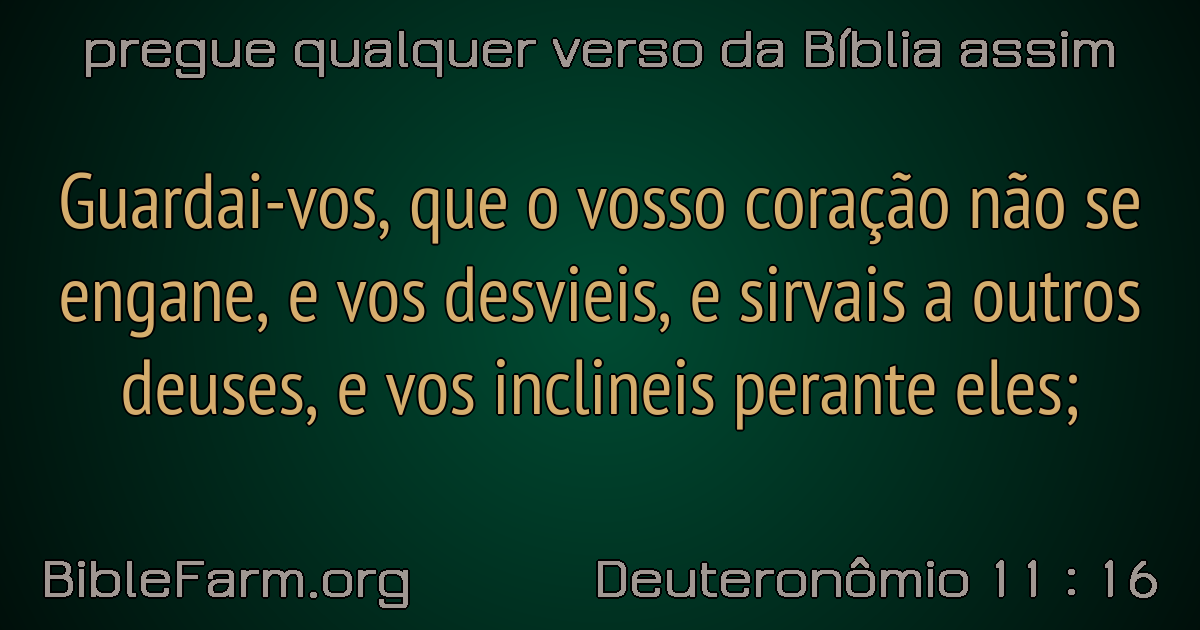 pregue qualquer verso da Bíblia assim
Guardai-vos, que o vosso coração não se
engane, e vos desvieis, e sirvais a outros
deuses, e vos inclineis perante eles;
BibleFarm.org
Deuteronômio 11 : 16